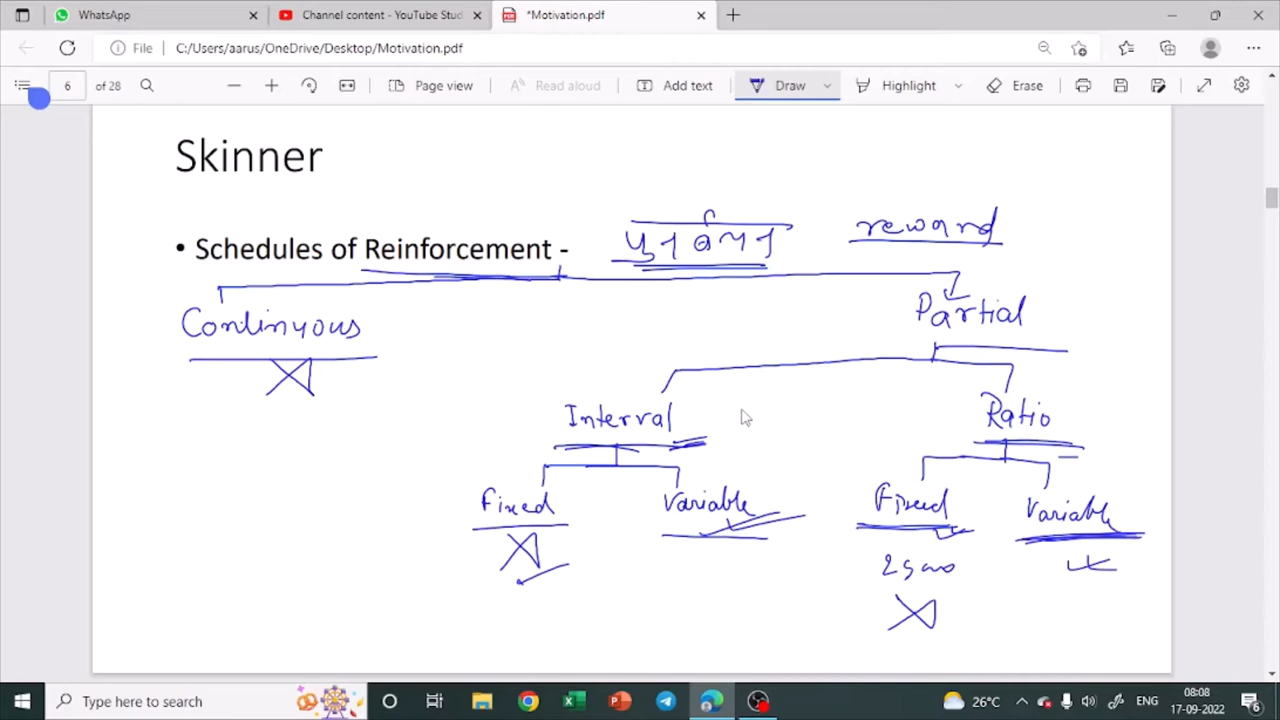 WhatsApp
Channel content - YouTube Stud
*Motivation.pdf
File
C:/Users/aarus/OneDrive/Desktop/Motivation.pdf
6 of 28
Page view
Read aloud
Add text
Draw
Highlight
Erase
Skinner
• Schedules of Reinforcement -
reward
Continuous
Partial
Interval
Ratio
Fixed
Variable
Fixed
Variable
Type here to search
26°C
ENG
08:08
17-09-2022
6